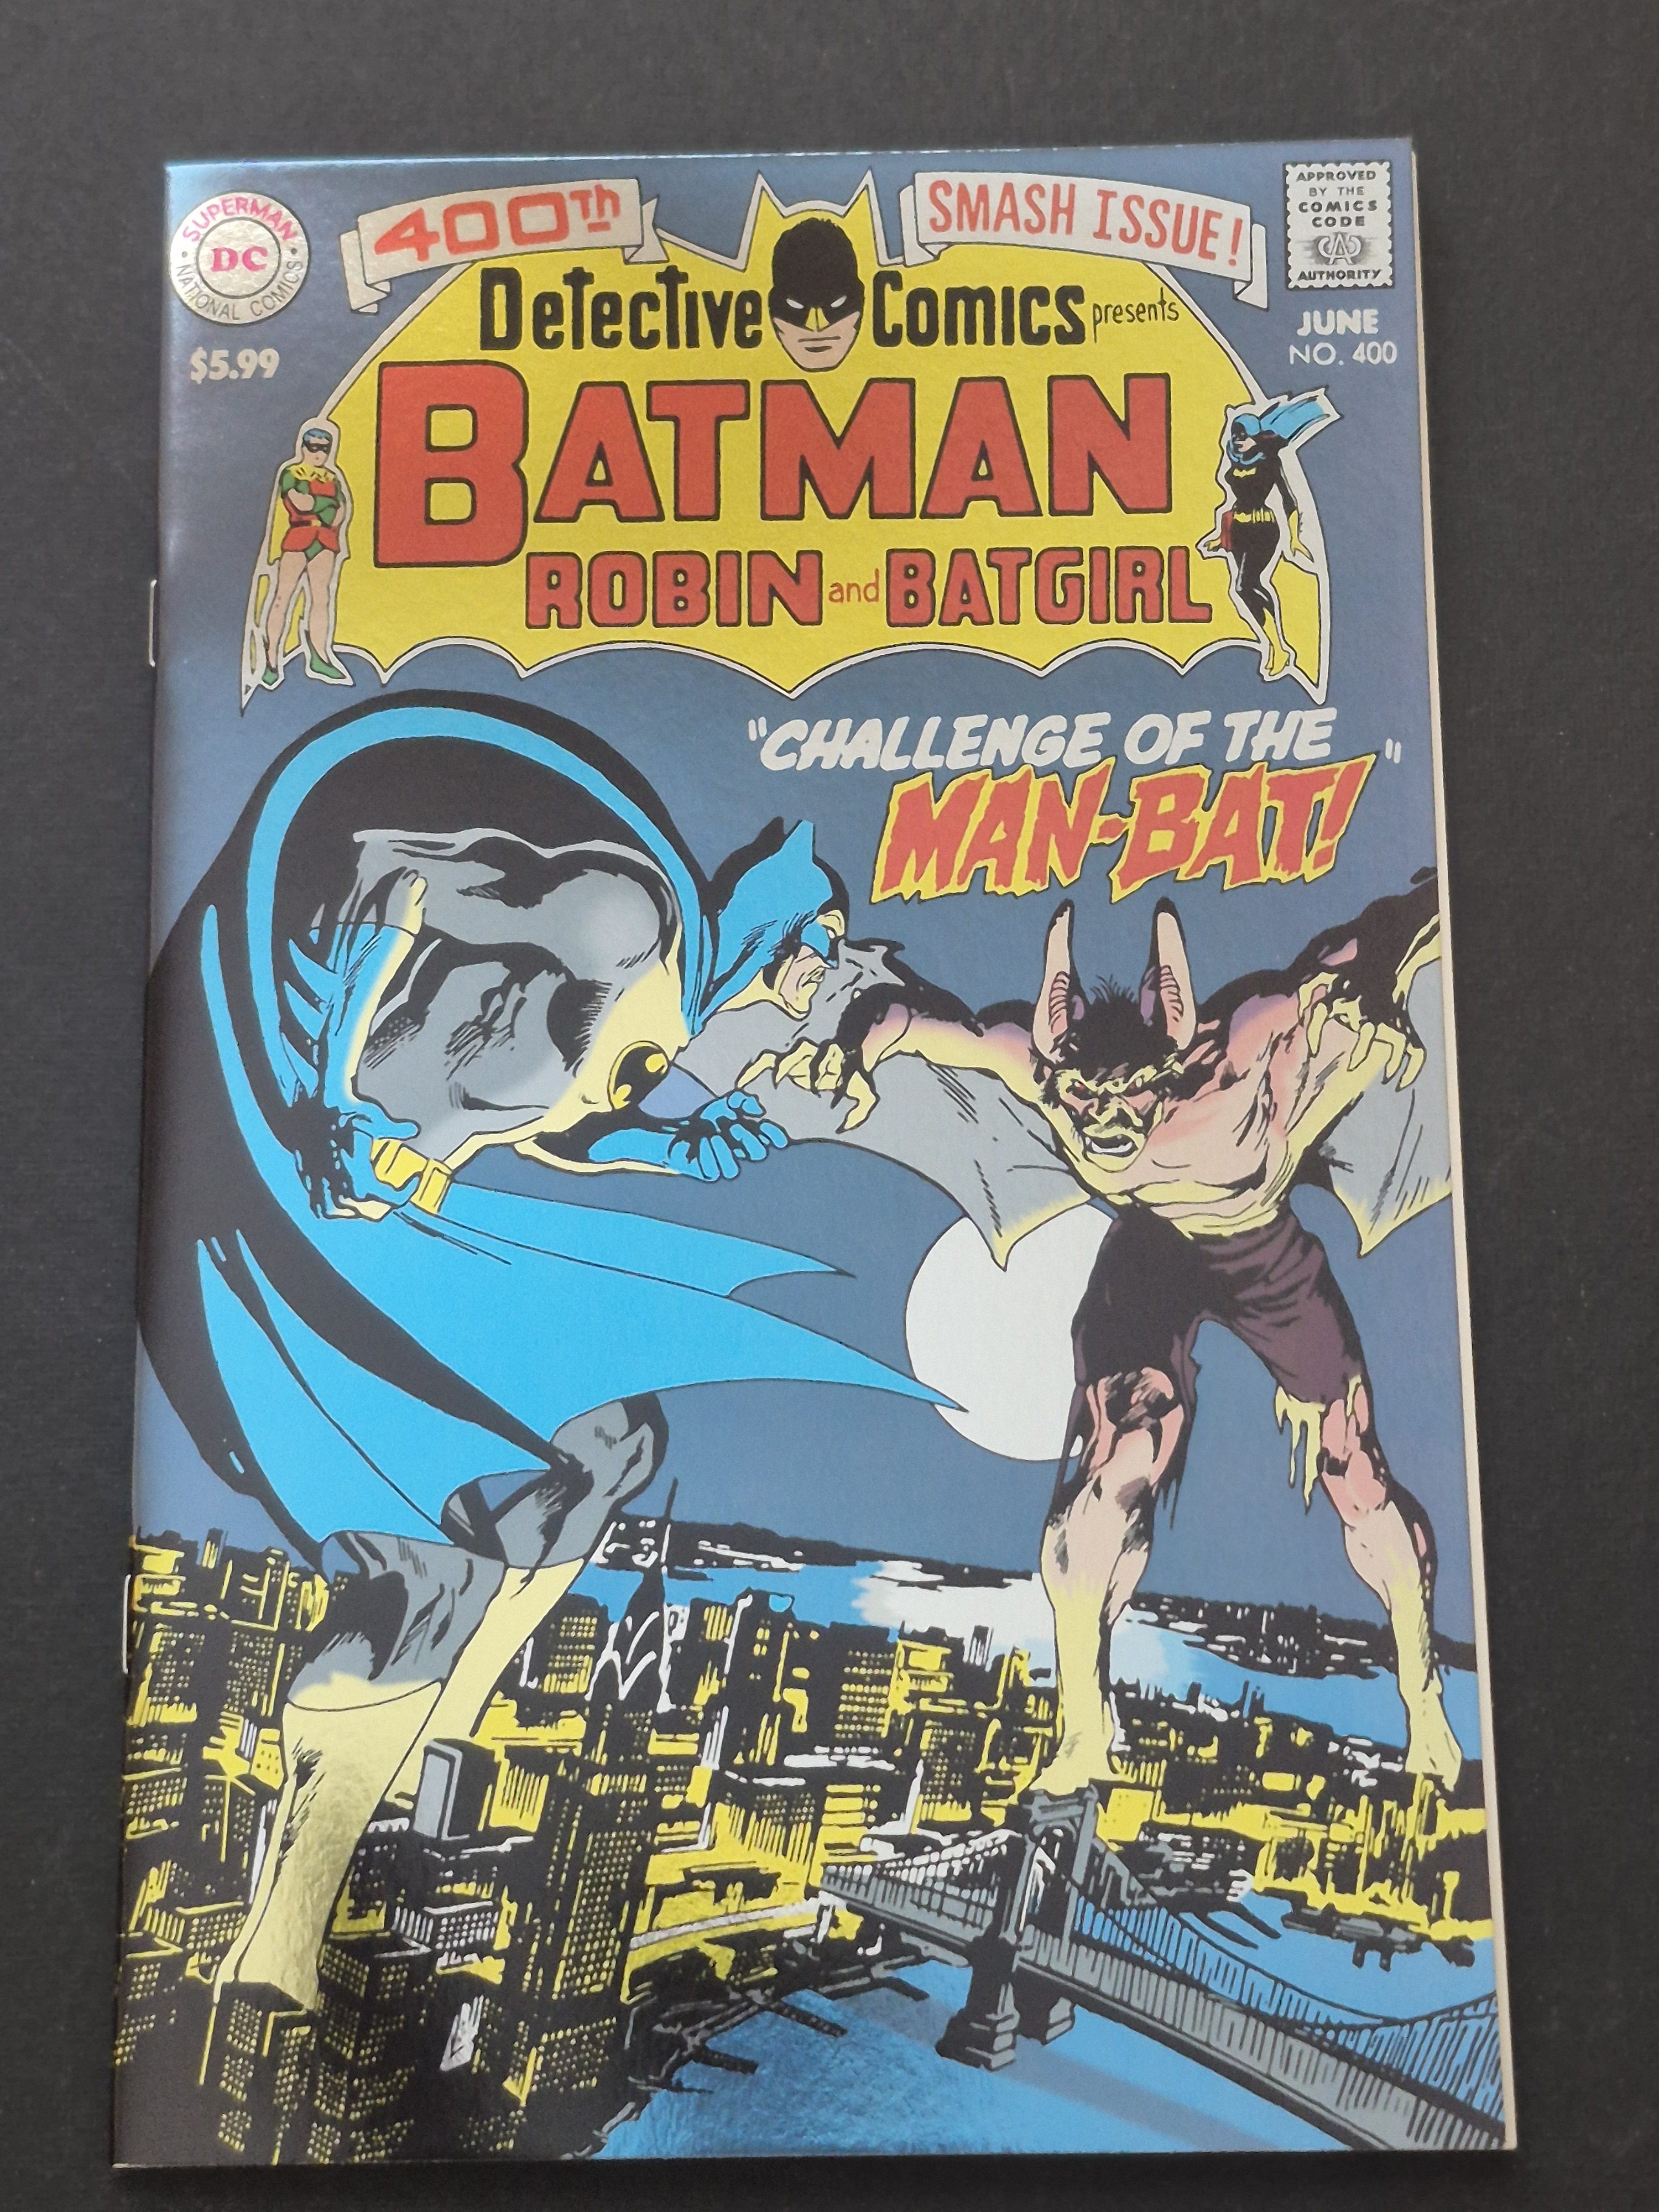 SUPERMAN
DC
NATIONAL COMICS
$5.99
400TH
SMASH ISSUE!
APPROVED
BY THE
COMICS
CODE
A
AUTHORITY
JUNE
NO. 400
Detective Comics presents
BATMAN
ROBIN and BATGIRL
"CHALLENGE OF THE
MAN-BAT!"